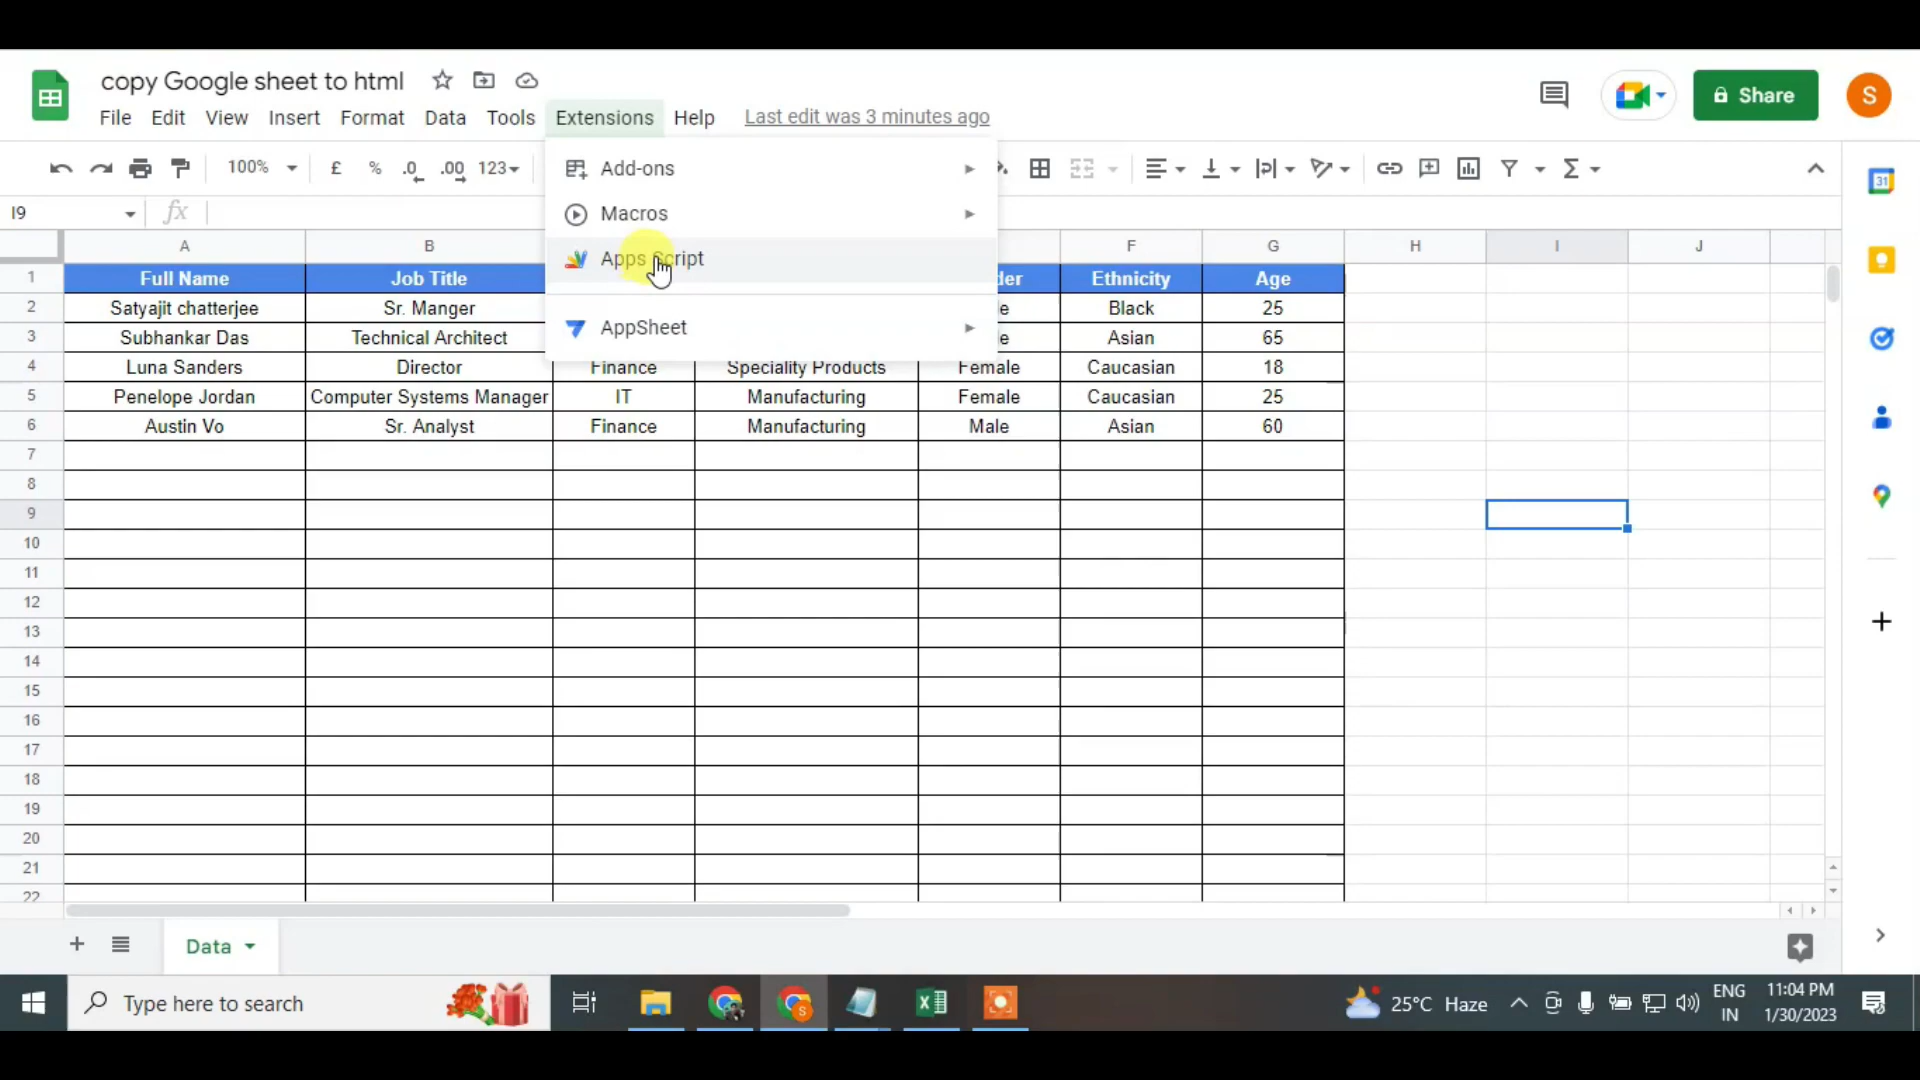 copy Google sheet to html
File Edit View Insert Format Data Tools Extensions Help Last edit was 3 minutes ago
Share
S
100% £ % .0 .00 123
Add-ons
Macros
Apps Script
AppSheet
I9 fx
31
A B F G H I J
1 Full Name Job Title der Ethnicity Age
2 Satyajit chatterjee Sr. Manger e Black 25
3 Subhankar Das Technical Architect e Asian 65
4 Luna Sanders Director Finance Speciality Products Female Caucasian 18
5 Penelope Jordan Computer Systems Manager IT Manufacturing Female Caucasian 25
6 Austin Vo Sr. Analyst Finance Manufacturing Male Asian 60
7
8
9
10
11
12
13
14
15
16
17
18
19
20
21
22
Data
Type here to search
25°C Haze
ENG
IN
11:04 PM
1/30/2023